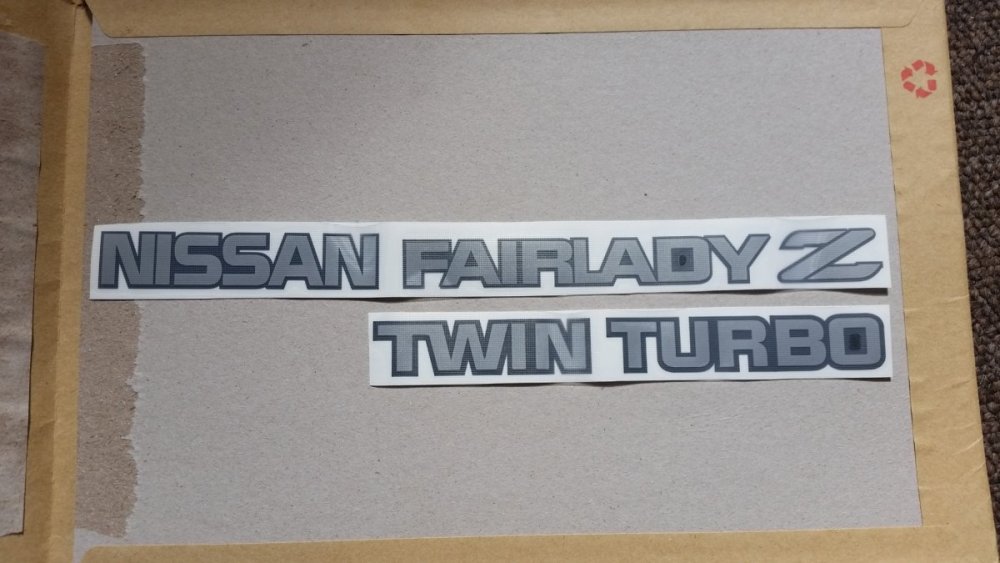 NISSAN FAIRLADY Z
TWIN TURBO